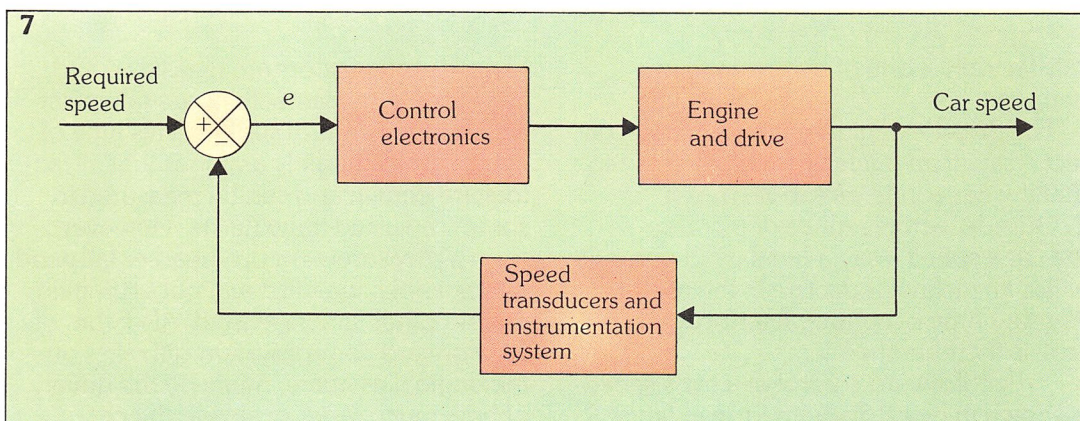 7
Required
speed
+
−
e
Control
electronics
Engine
and drive
Car speed
Speed
transducers and
instrumentation
system